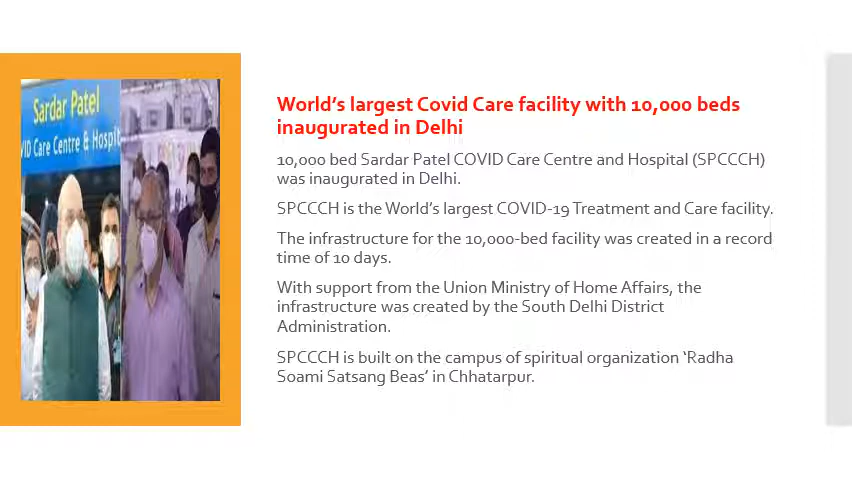 Sardar Patel
VID Care Centre & Hospit
World's largest Covid Care facility with 10,000 beds
inaugurated in Delhi
10,000 bed Sardar Patel COVID Care Centre and Hospital (SPCCCH)
was inaugurated in Delhi.
SPCCCH is the World's largest COVID-19 Treatment and Care facility.
The infrastructure for the 10,000-bed facility was created in a record
time of 10 days.
With support from the Union Ministry of Home Affairs, the
infrastructure was created by the South Delhi District
Administration.
SPCCCH is built on the campus of spiritual organization ‘Radha
Soami Satsang Beas’ in Chhatarpur.